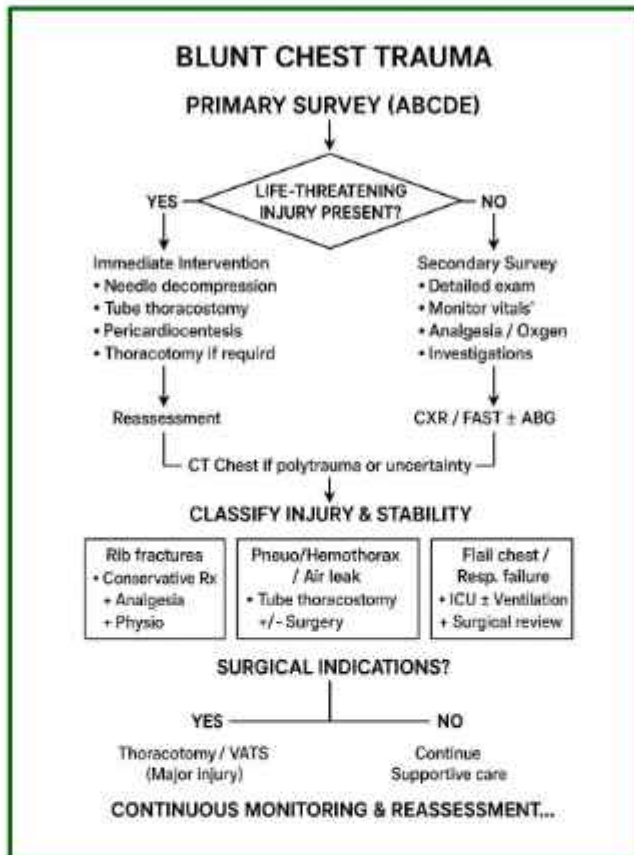 BLUNT CHEST TRAUMA
PRIMARY SURVEY (ABCDE)
LIFE-THREATENING
INJURY PRESENT?
YES
NO
Immediate Intervention
• Needle decompression
• Tube thoracostomy
• Pericardiocentesis
• Thoracotomy if requird
Secondary Survey
• Detailed exam
• Monitor vitals'
• Analgesia / Oxgen
• Investigations
Reassessment
CXR / FAST ± ABG
CT Chest if polytrauma or uncertainty
CLASSIFY INJURY & STABILITY
Rib fractures
• Conservative Rx
+ Analgesia
+ Physio
Pneuo/Hemothorax
/ Air leak
• Tube thoracostomy
+/- Surgery
Flail chest /
Resp. failure
• ICU ± Ventilation
+ Surgical review
SURGICAL INDICATIONS?
YES
NO
Thoracotomy / VATS
(Major injury)
Continue
Supportive care
CONTINUOUS MONITORING & REASSESSMENT...